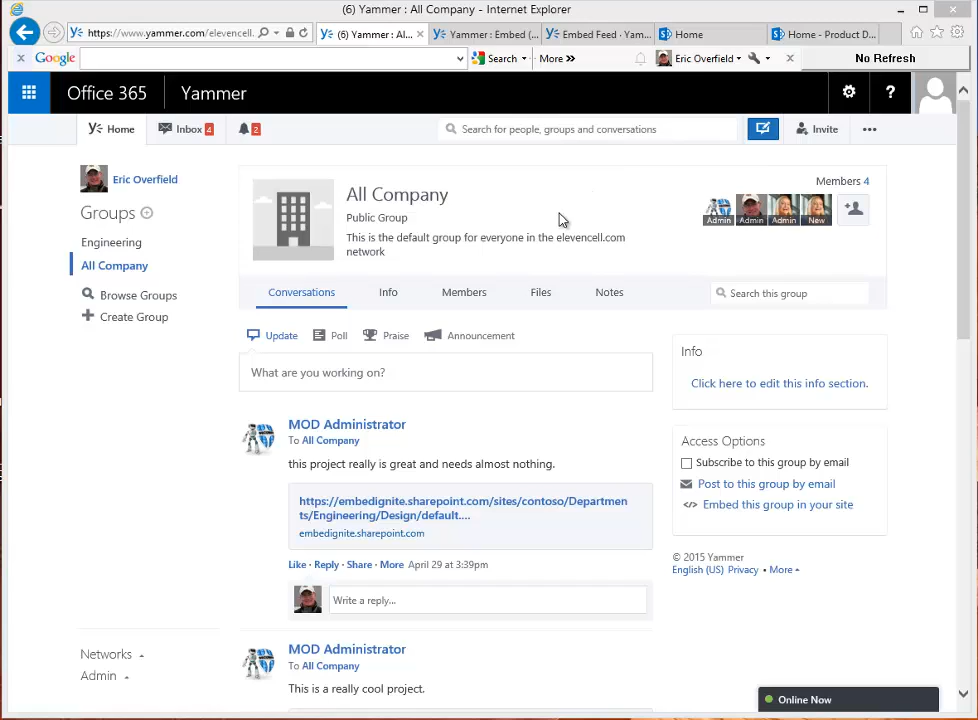 (6) Yammer : All Company - Internet Explorer
https://www.yammer.com/elevencell.
(6) Yammer : Al...
Yammer : Embed (...
Embed Feed · Yam...
Home
Home - Product D...
Google
Search
More »
Eric Overfield
No Refresh
Office 365
Yammer
?
Home
Inbox 4
2
Search for people, groups and conversations
Invite
Eric Overfield
Groups
Engineering
All Company
Browse Groups
Create Group
All Company
Public Group
This is the default group for everyone in the elevencell.com
network
Members 4
Admin
Admin
Admin
New
Conversations
Info
Members
Files
Notes
Search this group
Update
Poll
Praise
Announcement
What are you working on?
MOD Administrator
To All Company
this project really is great and needs almost nothing.
https://embedignite.sharepoint.com/sites/contoso/Departmen
ts/Engineering/Design/default....
embedignite.sharepoint.com
Like · Reply · Share · More April 29 at 3:39pm
Write a reply...
MOD Administrator
To All Company
This is a really cool project.
Info
Click here to edit this info section.
Access Options
Subscribe to this group by email
Post to this group by email
Embed this group in your site
© 2015 Yammer
English (US) Privacy • More
Networks
Admin
Online Now